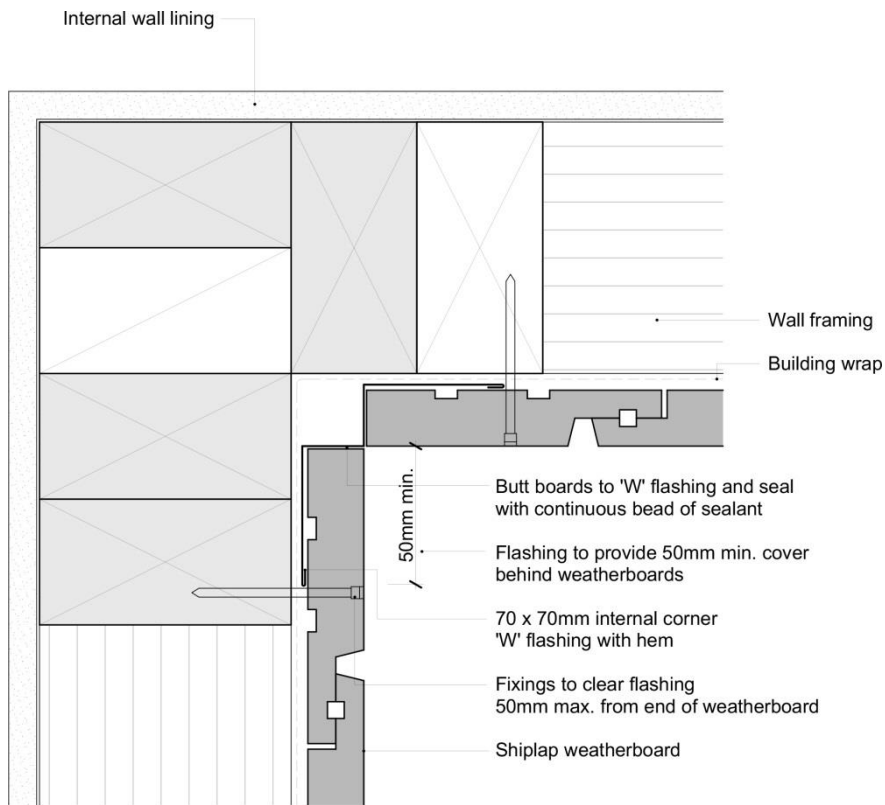 Internal wall lining
Wall framing
Building wrap
50mm min.
Butt boards to 'W' flashing and seal
with continuous bead of sealant
Flashing to provide 50mm min. cover
behind weatherboards
70 x 70mm internal corner
'W' flashing with hem
Fixings to clear flashing
50mm max. from end of weatherboard
Shiplap weatherboard